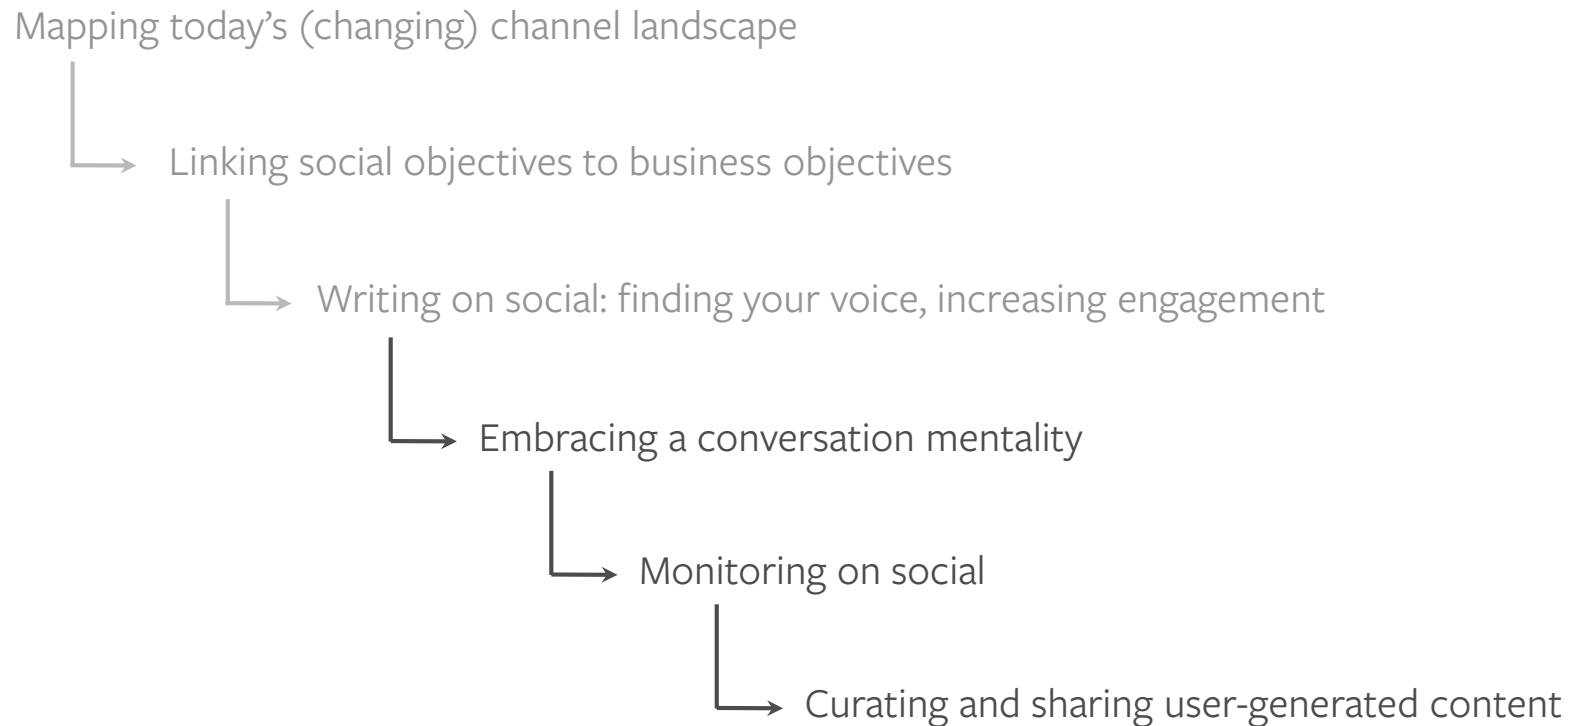 Mapping today’s (changing) channel landscape
Linking social objectives to business objectives
Writing on social: finding your voice, increasing engagement
Embracing a conversation mentality
Monitoring on social
Curating and sharing user-generated content